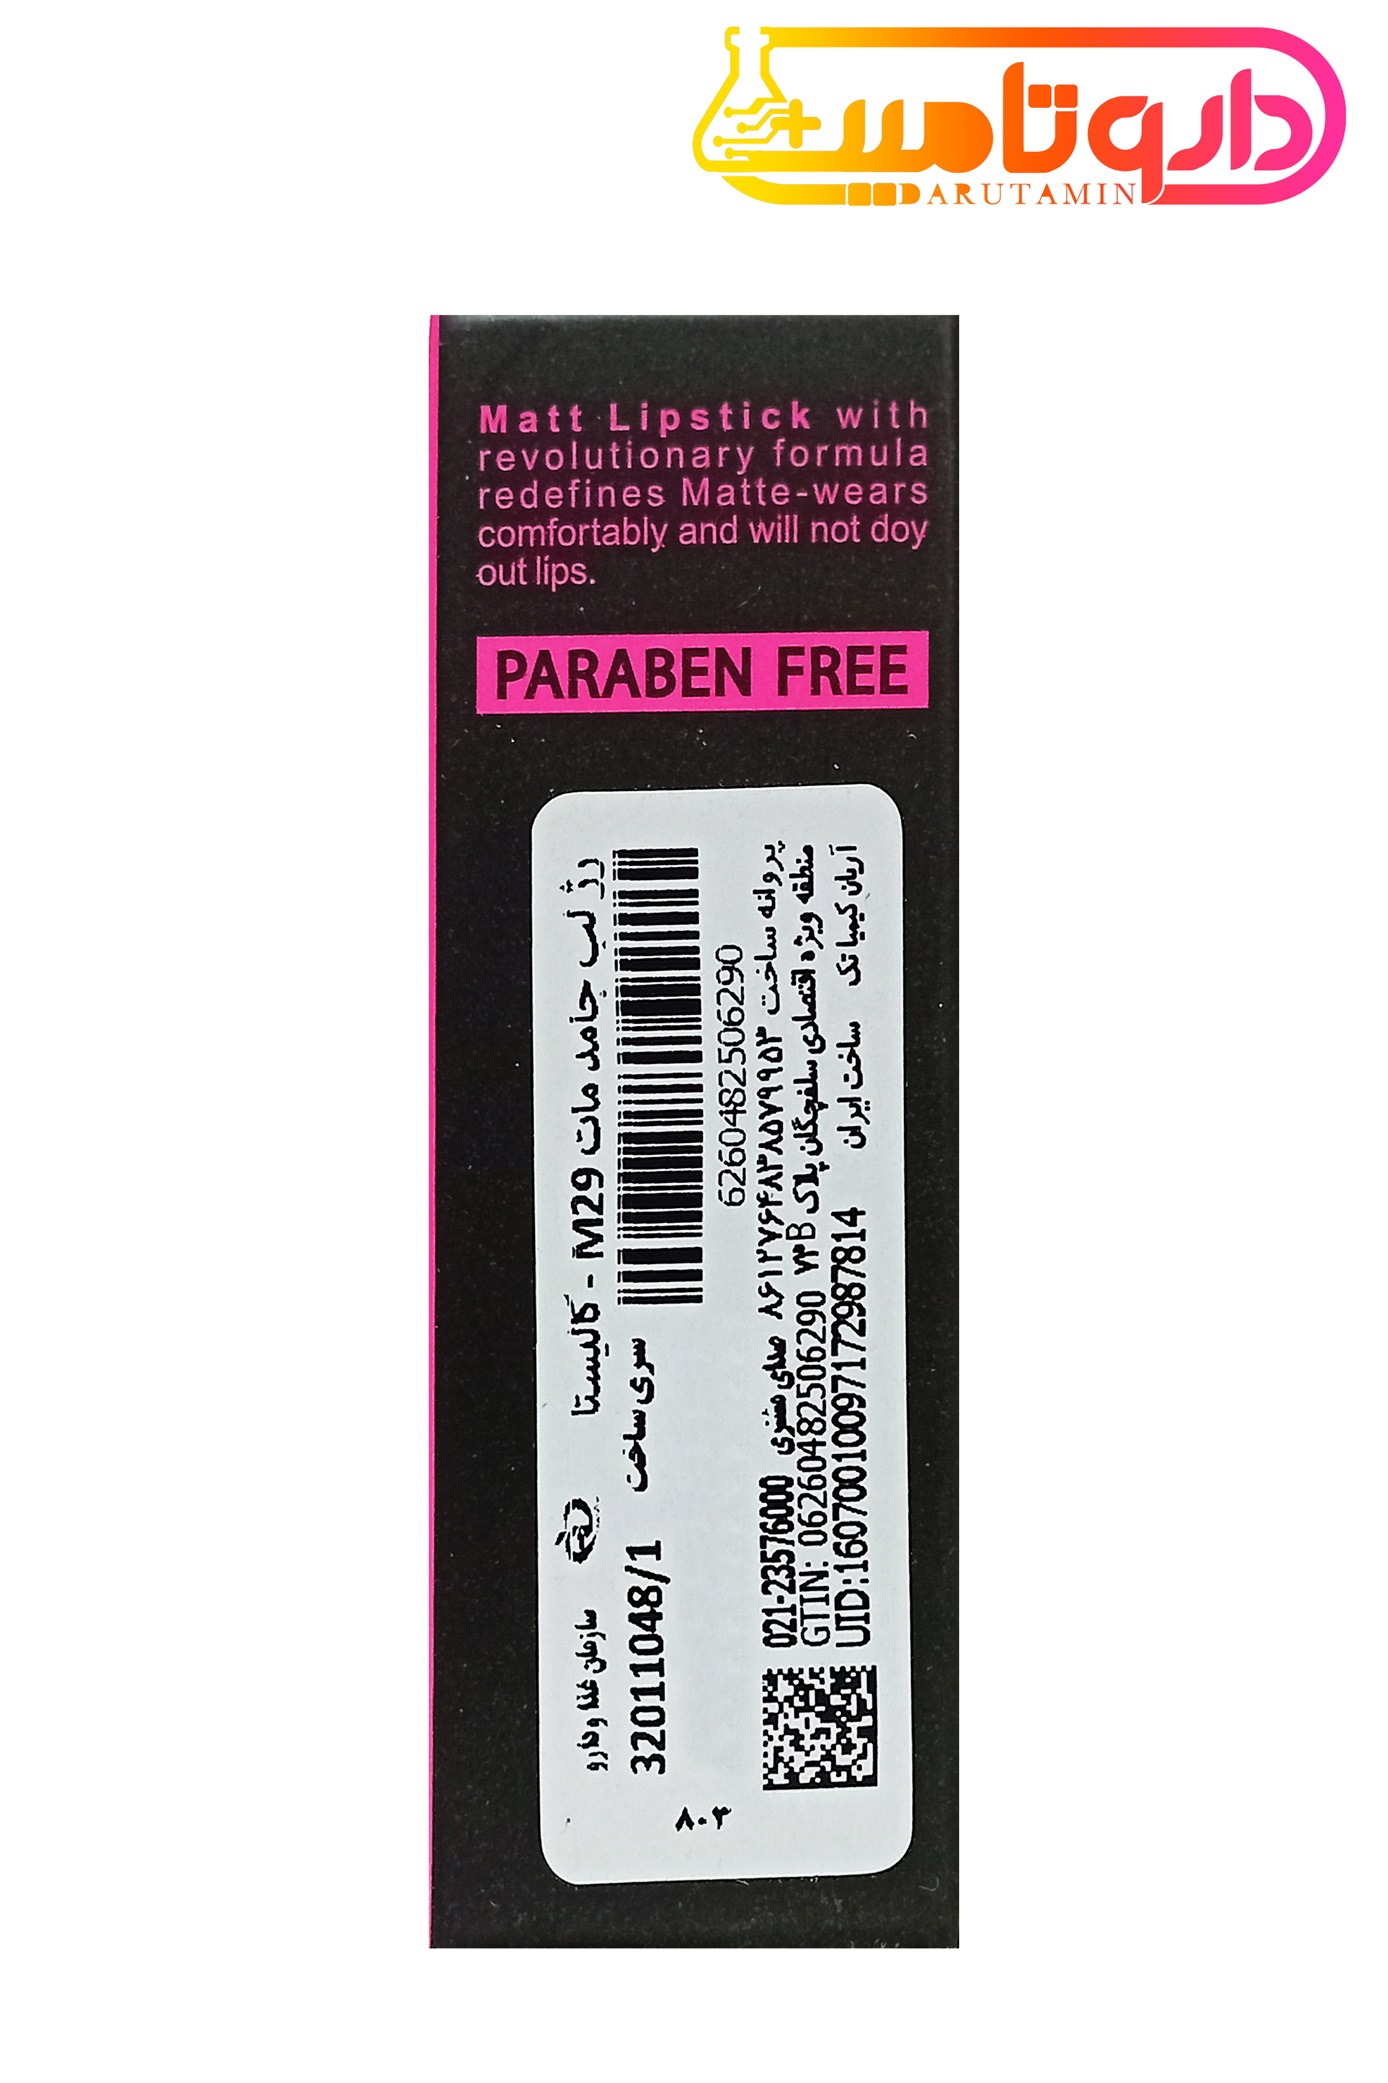 داروتامین
DARUTAMIN
Matt Lipstick with
revolutionary formula
redefines Matte-wears
comfortably and will not doy
out lips.
PARABEN FREE
رژ لب جامد مات M29 - کالیستا
سازمان غذا و دارو
سری ساخت 32011048/1
6260482506290
۸۰۳
پروانه ساخت ۸۶۱۲۷۶۴۸۳۸۵۷۹۹۵۳ صدای مشتری 021-23576000
منطقه ویژه اقتصادی سلفچگان پلاک ۷۳B GTIN: 06260482506290
آریان کیمیا تک ساخت ایران UID:16070010097172987814